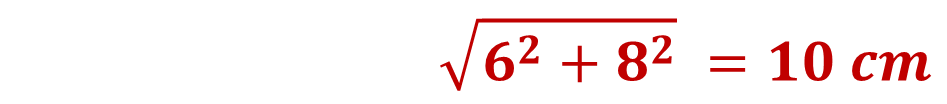 √(6² + 8²) = 10 cm